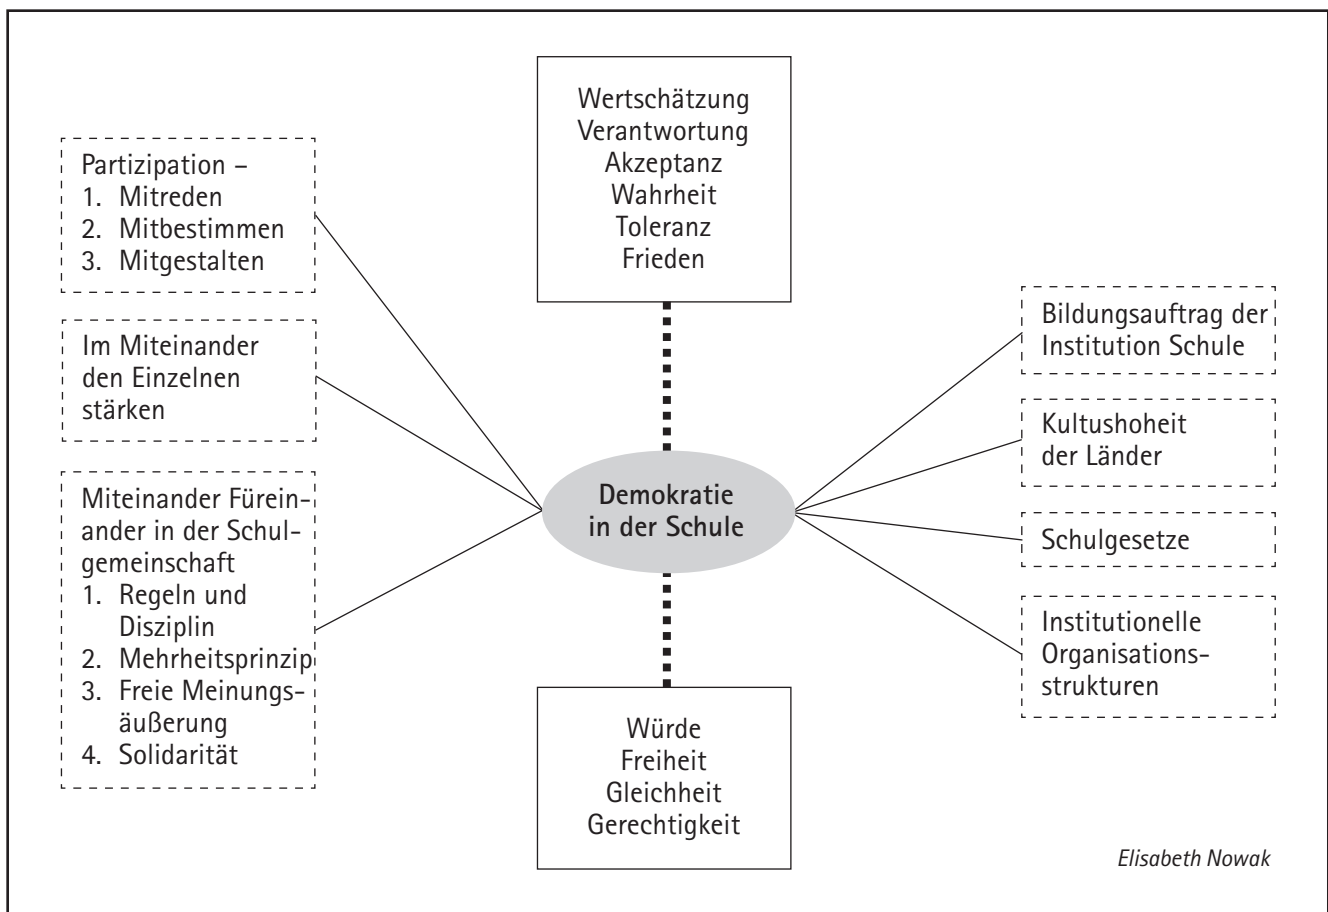 Wertschätzung
Verantwortung
Akzeptanz
Wahrheit
Toleranz
Frieden
Partizipation –
1. Mitreden
2. Mitbestimmen
3. Mitgestalten
Im Miteinander
den Einzelnen
stärken
Miteinander Fürein-
ander in der Schul-
gemeinschaft
1. Regeln und
Disziplin
2. Mehrheitsprinzip
3. Freie Meinungs-
äußerung
4. Solidarität
Demokratie
in der Schule
Bildungsauftrag der
Institution Schule
Kultushoheit
der Länder
Schulgesetze
Institutionelle
Organisations-
strukturen
Würde
Freiheit
Gleichheit
Gerechtigkeit
Elisabeth Nowak